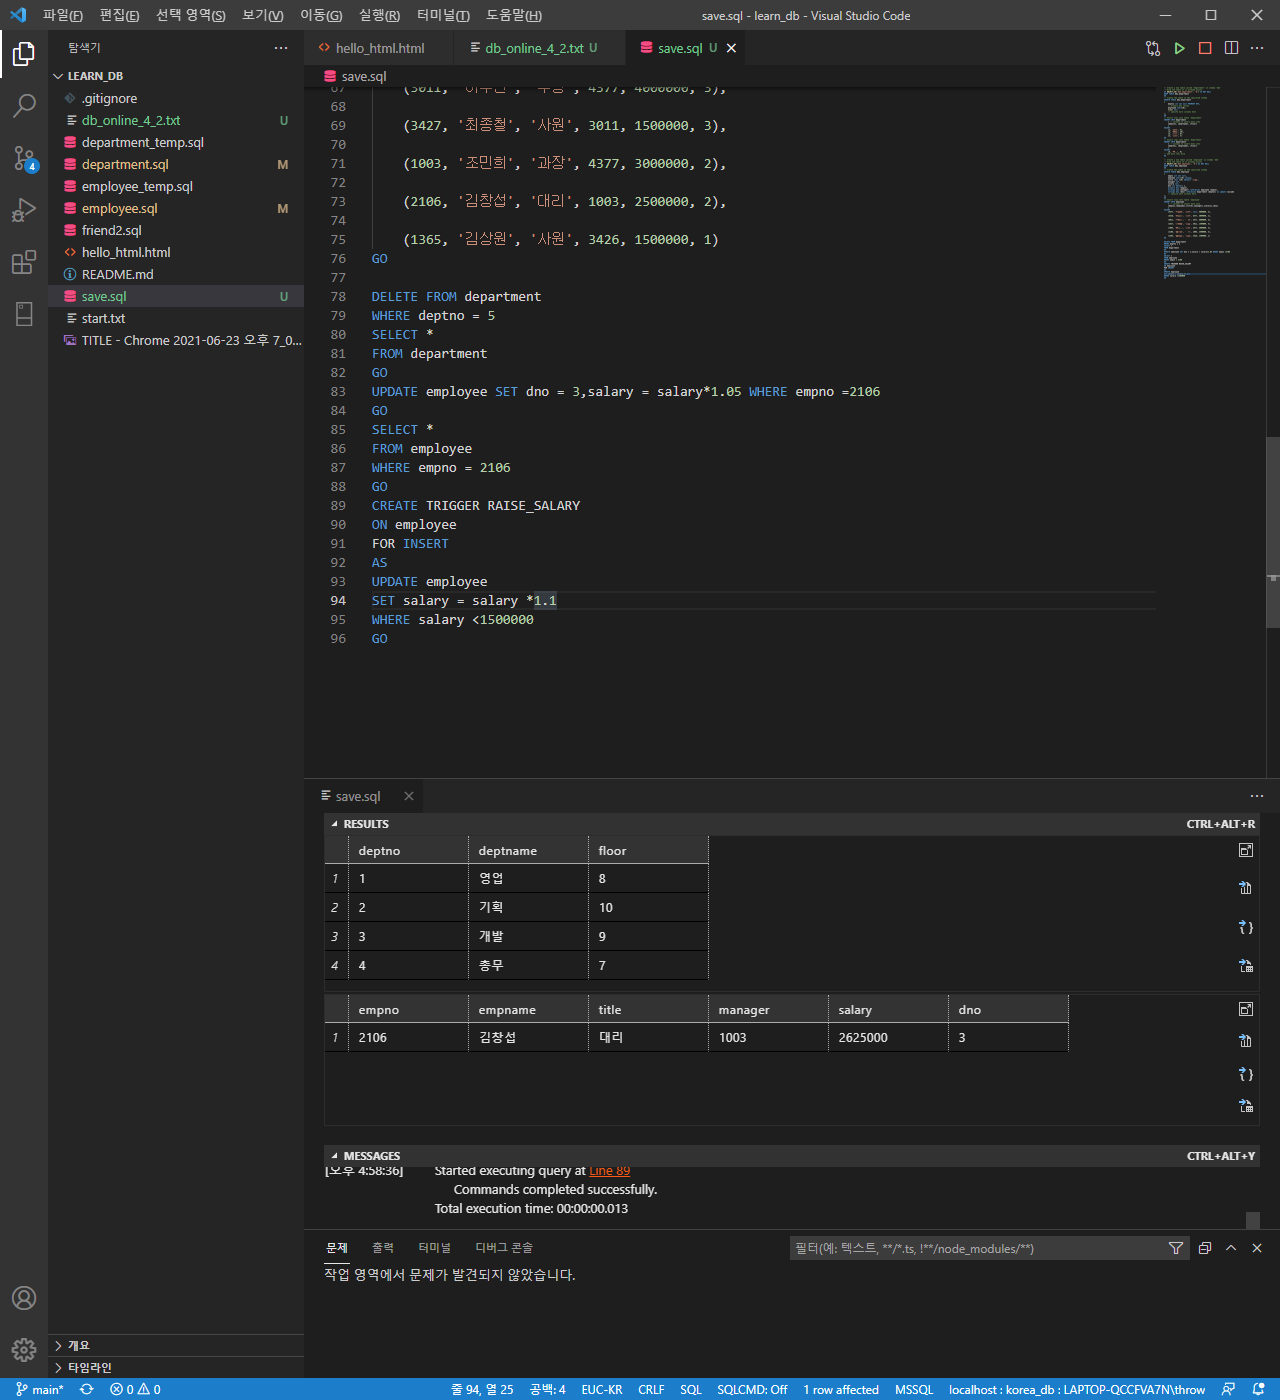 파일(F) 편집(E) 선택 영역(S) 보기(V) 이동(G) 실행(R) 터미널(T) 도움말(H) save.sql - learn_db - Visual Studio Code
탐색기
hello_html.html db_online_4_2.txt U save.sql U
LEARN_DB
save.sql
.gitignore
db_online_4_2.txt U
department_temp.sql
department.sql M
employee_temp.sql
employee.sql M
friend2.sql
hello_html.html
README.md
save.sql U
start.txt
TITLE - Chrome 2021-06-23 오후 7_0...
68
69 (3427, '최종철', '사원', 3011, 1500000, 3),
70
71 (1003, '조민희', '과장', 4377, 3000000, 2),
72
73 (2106, '김창섭', '대리', 1003, 2500000, 2),
74
75 (1365, '김상원', '사원', 3426, 1500000, 1)
76 GO
77
78 DELETE FROM department
79 WHERE deptno = 5
80 SELECT *
81 FROM department
82 GO
83 UPDATE employee SET dno = 3,salary = salary*1.05 WHERE empno =2106
84 GO
85 SELECT *
86 FROM employee
87 WHERE empno = 2106
88 GO
89 CREATE TRIGGER RAISE_SALARY
90 ON employee
91 FOR INSERT
92 AS
93 UPDATE employee
94 SET salary = salary *1.1
95 WHERE salary <1500000
96 GO
save.sql
RESULTS CTRL+ALT+R
deptno deptname floor
1 1 영업 8
2 2 기획 10
3 3 개발 9
4 4 총무 7
empno empname title manager salary dno
1 2106 김창섭 대리 1003 2625000 3
MESSAGES CTRL+ALT+Y
[오후 4:58:36] Started executing query at Line 89
Commands completed successfully.
Total execution time: 00:00:00.013
문제 출력 터미널 디버그 콘솔 필터(예: 텍스트, **/*.ts, !**/node_modules/**)
작업 영역에서 문제가 발견되지 않았습니다.
개요
타임라인
4
main* 0 0 줄 94, 열 25 공백: 4 EUC-KR CRLF SQL SQLCMD: Off 1 row affected MSSQL localhost : korea_db : LAPTOP-QCCFVA7N\throw